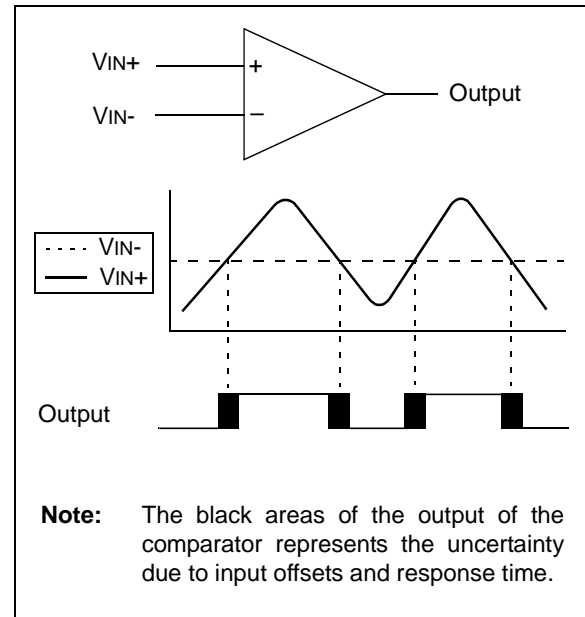 VIN+
+
Output
VIN-
–
VIN-
VIN+
Output
Note: The black areas of the output of the
comparator represents the uncertainty
due to input offsets and response time.